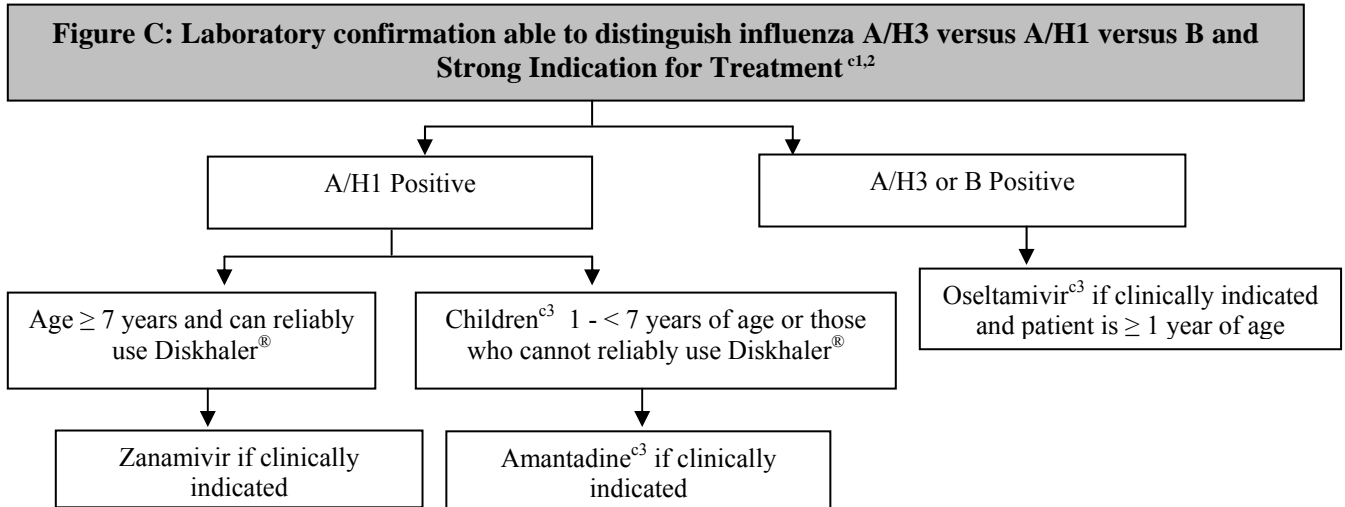 Figure C: Laboratory confirmation able to distinguish influenza A/H3 versus A/H1 versus B and
Strong Indication for Treatment c1,2
A/H1 Positive
A/H3 or B Positive
Age ≥ 7 years and can reliably
use Diskhaler®
Children c3 1 - < 7 years of age or those
who cannot reliably use Diskhaler®
Oseltamivir c3 if clinically indicated
and patient is ≥ 1 year of age
Zanamivir if clinically
indicated
Amantadine c3 if clinically
indicated